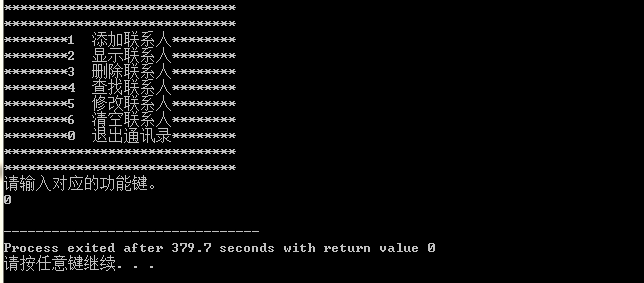 *****************************
*****************************
********1  添加联系人********
********2  显示联系人********
********3  删除联系人********
********4  查找联系人********
********5  修改联系人********
********6  清空联系人********
********0  退出通讯录********
*****************************
*****************************
请输入对应的功能键。
0
--------------------------------
Process exited after 379.7 seconds with return value 0
请按任意键继续. . .